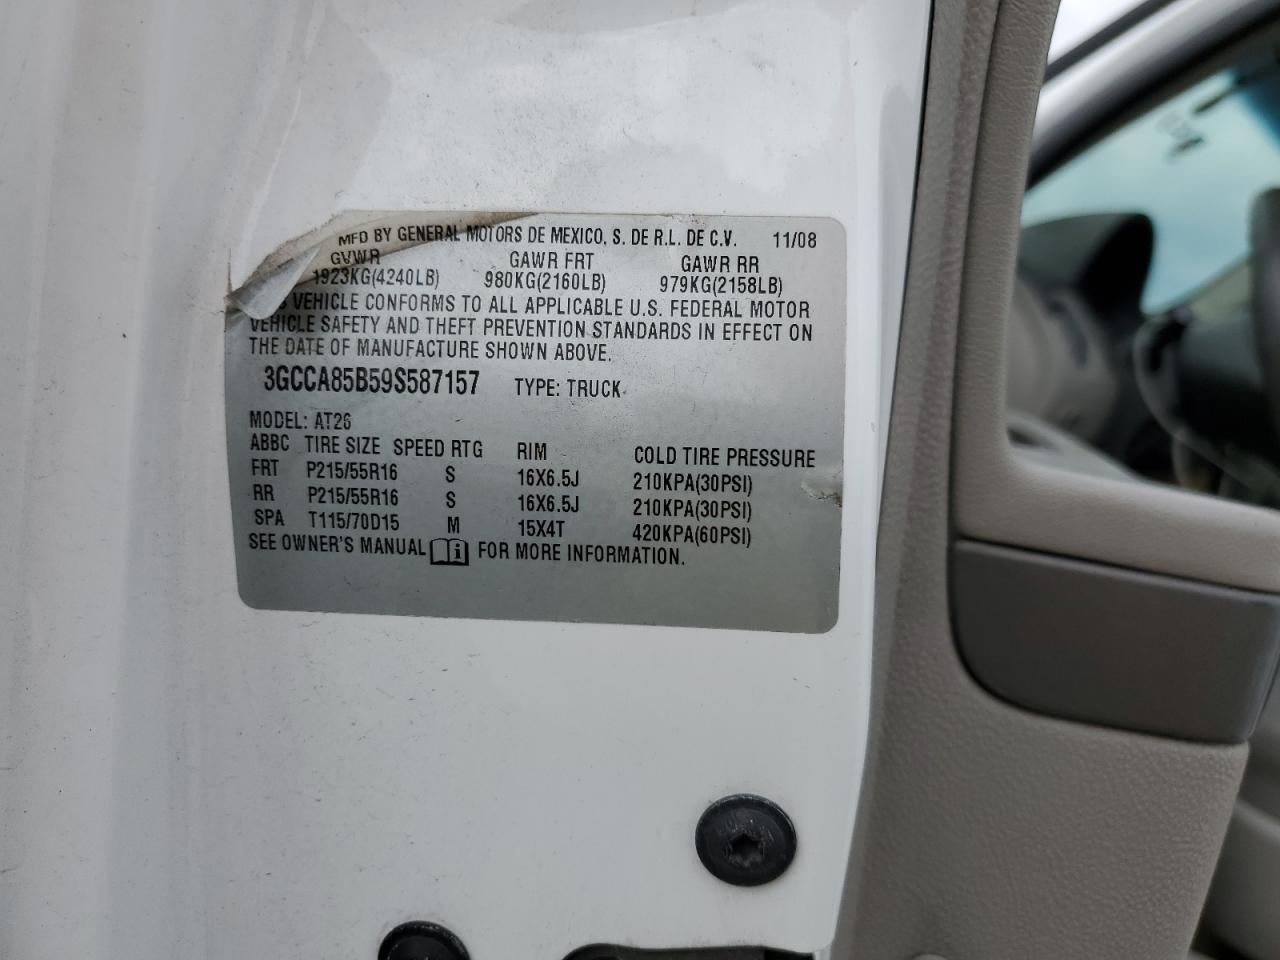 MFD BY GENERAL MOTORS DE MEXICO, S. DE R.L. DE C.V. 11/08
GVWR GAWR FRT GAWR RR
1923KG(4240LB) 980KG(2160LB) 979KG(2158LB)
VEHICLE CONFORMS TO ALL APPLICABLE U.S. FEDERAL MOTOR
VEHICLE SAFETY AND THEFT PREVENTION STANDARDS IN EFFECT ON
THE DATE OF MANUFACTURE SHOWN ABOVE.
3GCCA85B59S587157 TYPE: TRUCK
MODEL: AT26
ABBC TIRE SIZE SPEED RTG RIM COLD TIRE PRESSURE
FRT P215/55R16 S 16X6.5J 210KPA(30PSI)
RR P215/55R16 S 16X6.5J 210KPA(30PSI)
SPA T115/70D15 M 15X4T 420KPA(60PSI)
SEE OWNER'S MANUAL FOR MORE INFORMATION.